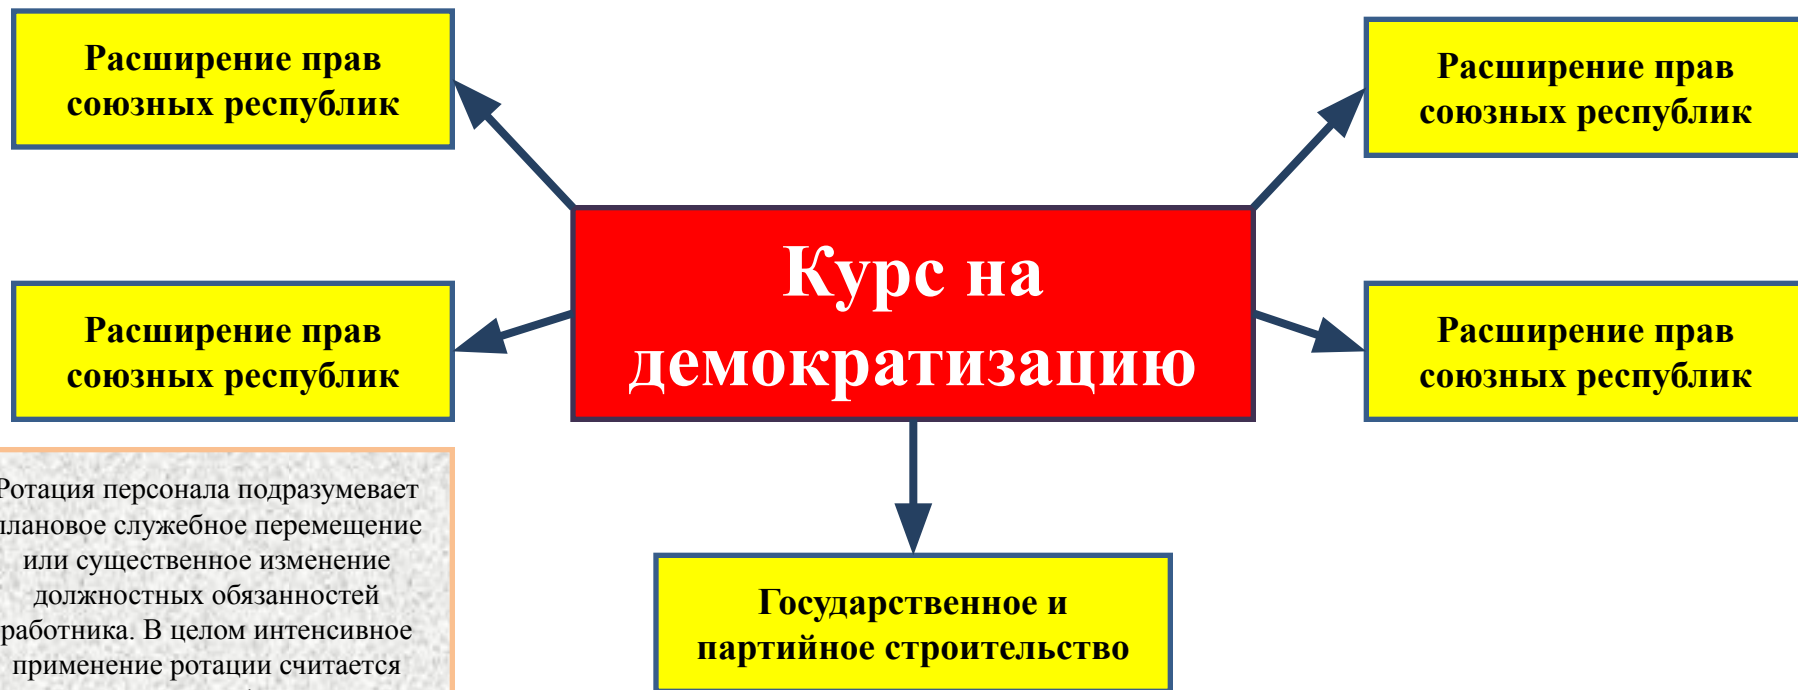 Расширение прав
союзных республик
Расширение прав
союзных республик
Курс на
демократизацию
Расширение прав
союзных республик
Расширение прав
союзных республик
Ротация персонала подразумевает
плановое служебное перемещение
или существенное изменение
должностных обязанностей
работника. В целом интенсивное
применение ротации считается
Государственное и
партийное строительство